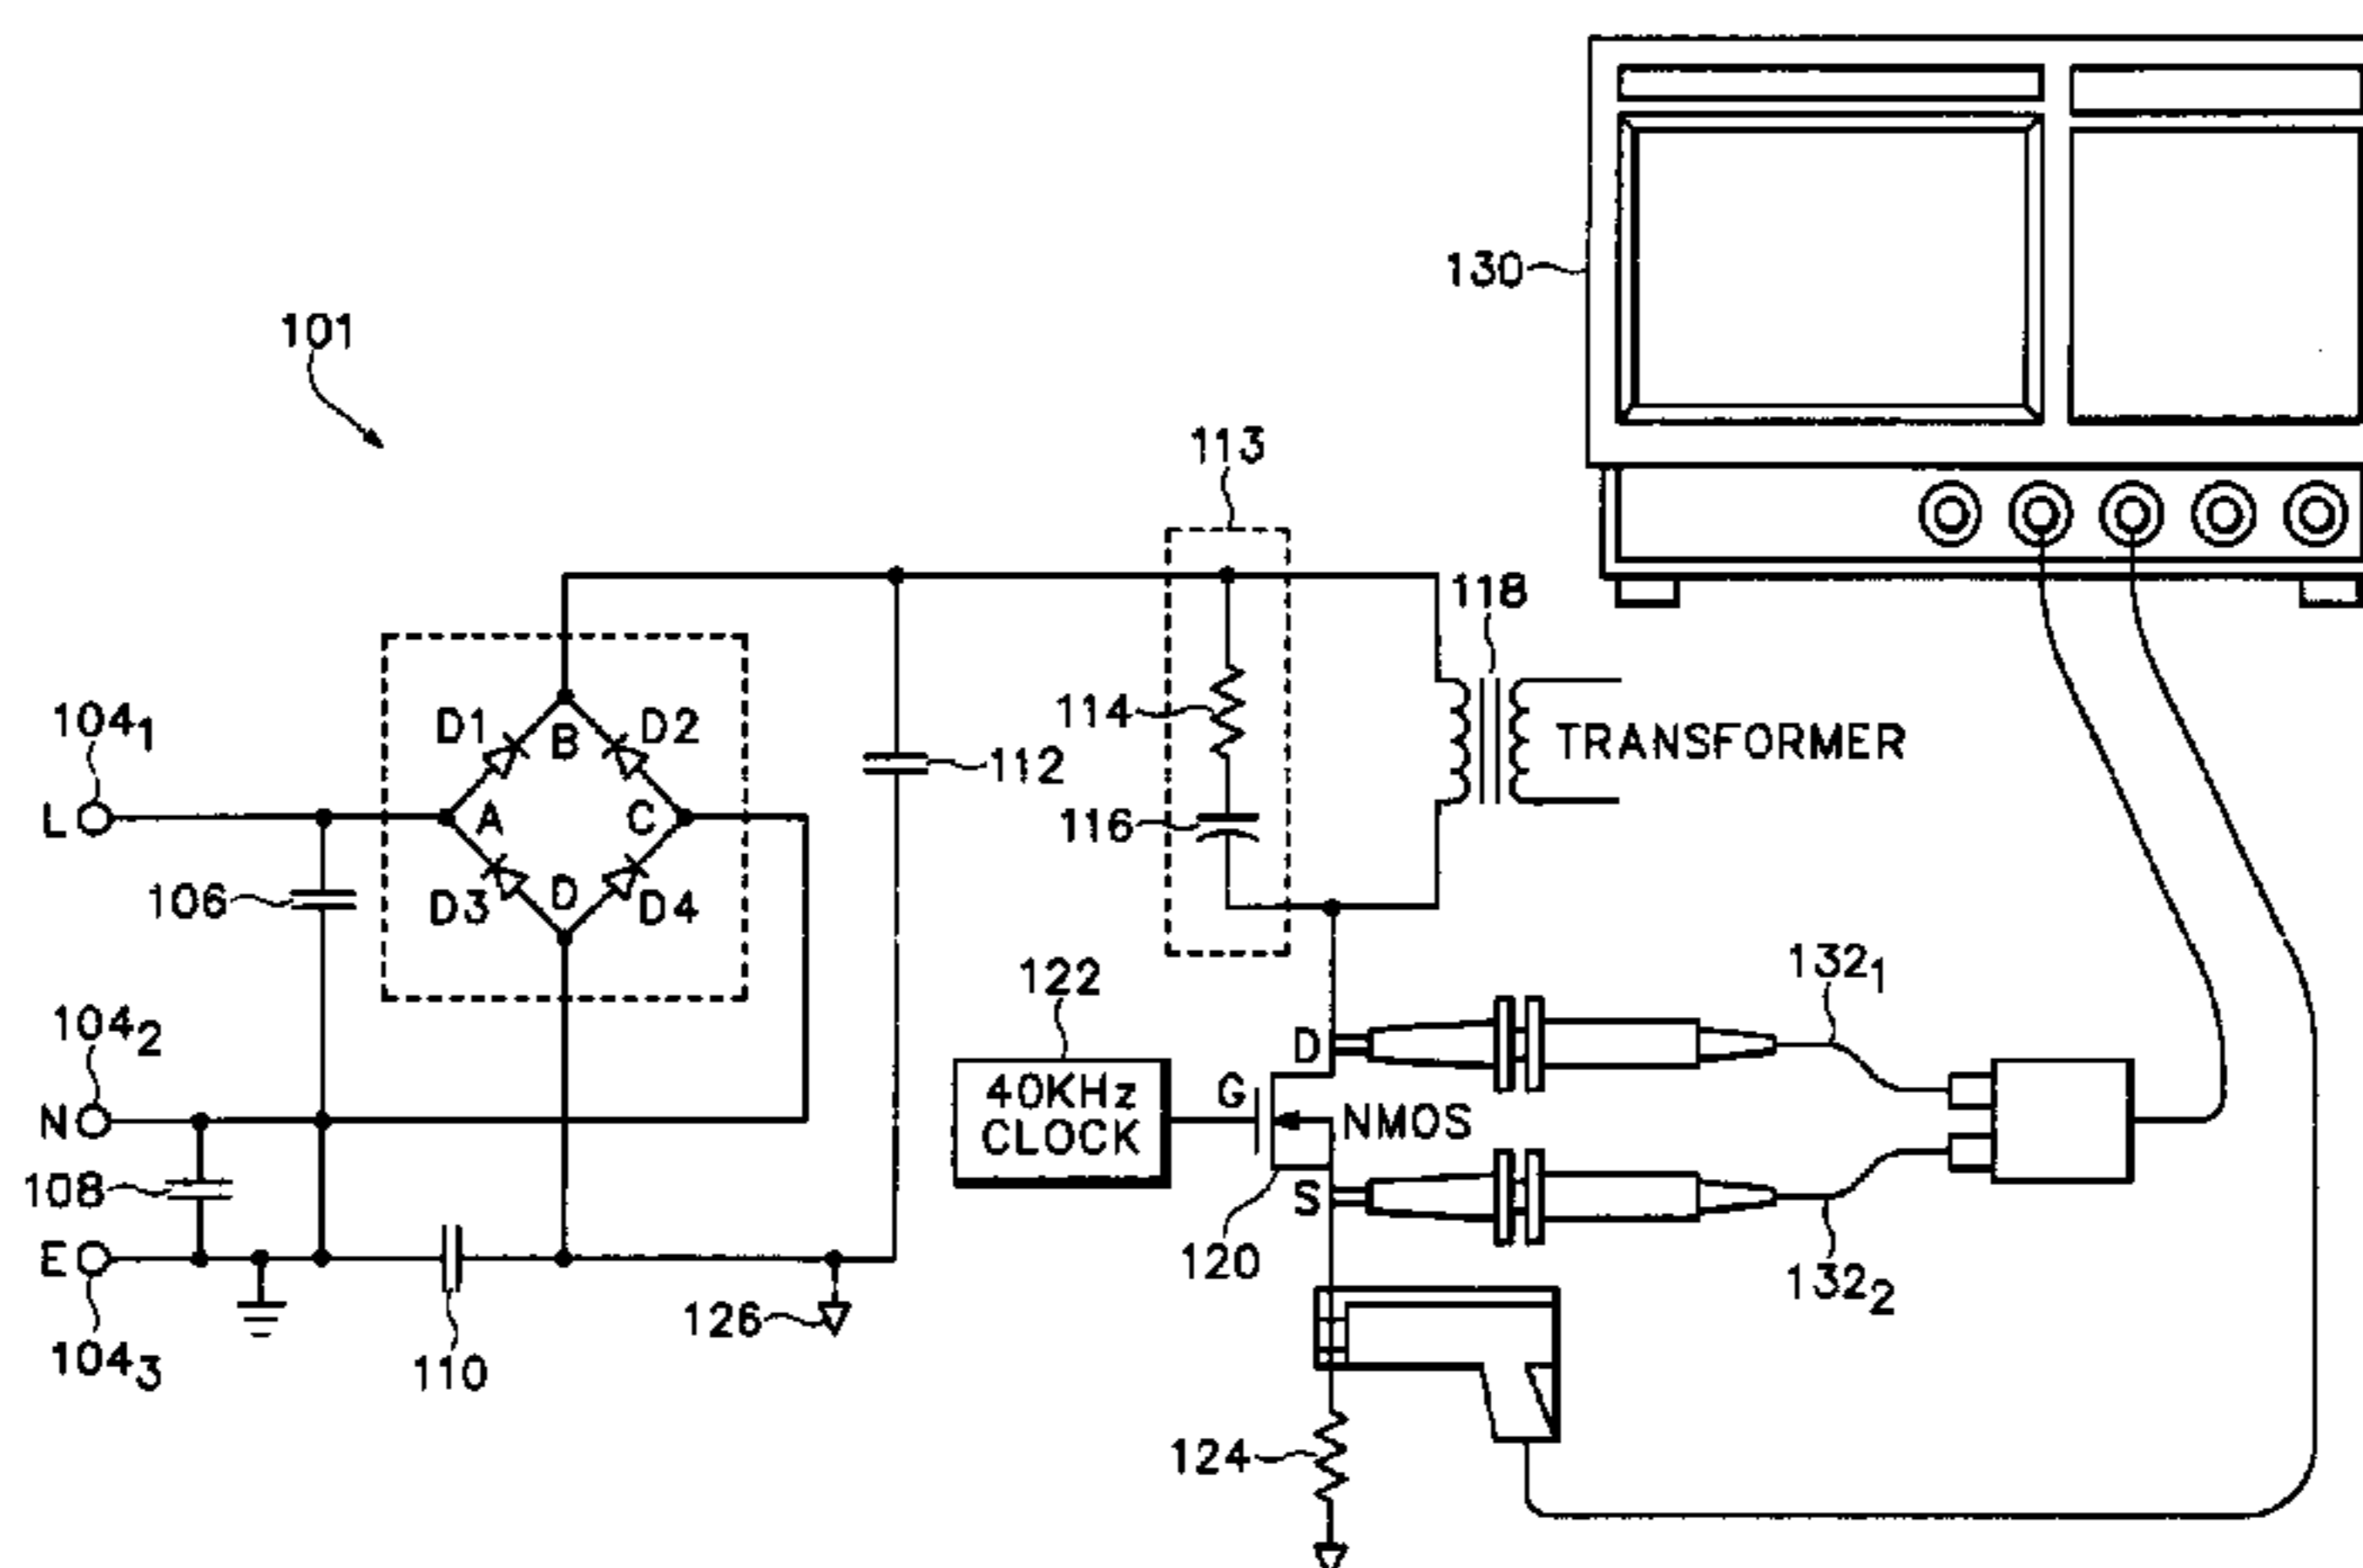 130
101
113
118
104₁
D1
B
D2
114
TRANSFORMER
112
L
A
C
116
106
D3
D
D4
132₁
122
104₂
D
40KHz
CLOCK
G
NMOS
N
108
S
E
120
132₂
126
104₃
110
124